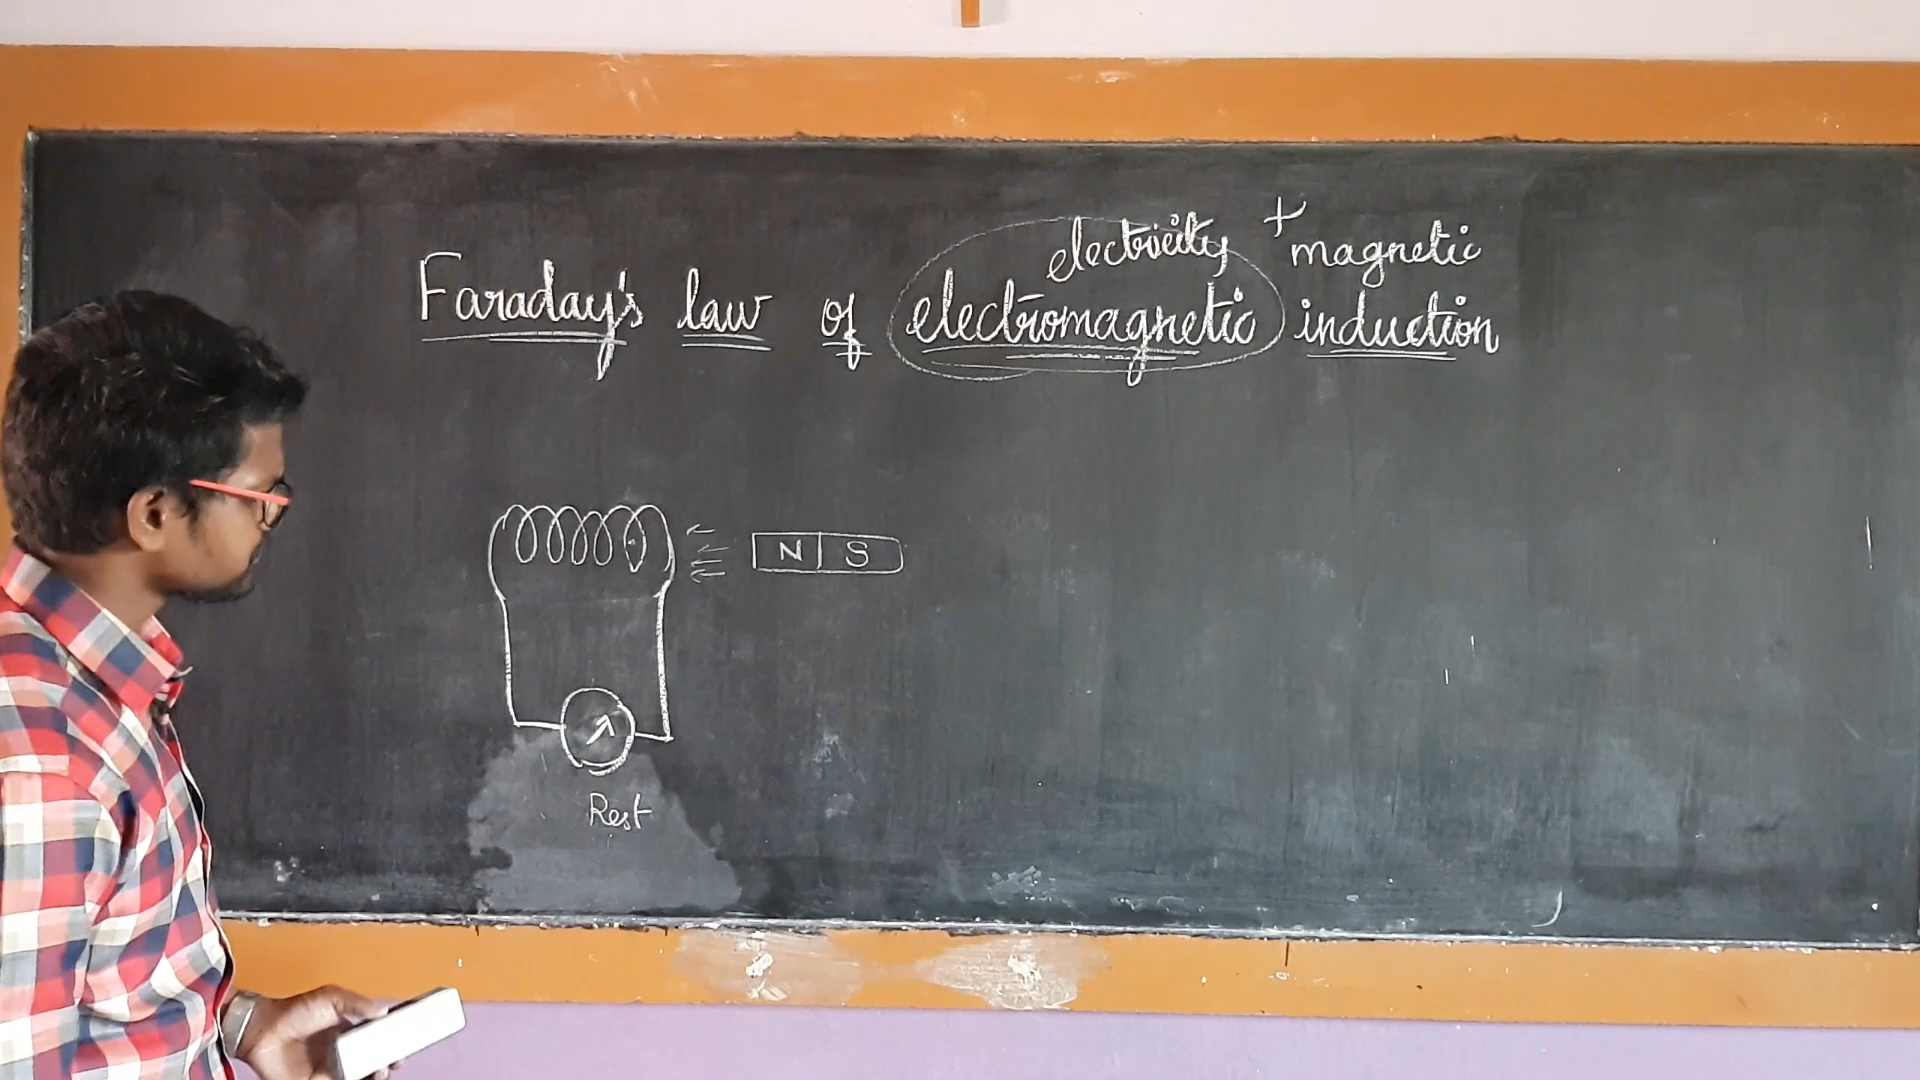 electricity + magnetic
Faraday's law of electromagnetic induction
N S
Rest